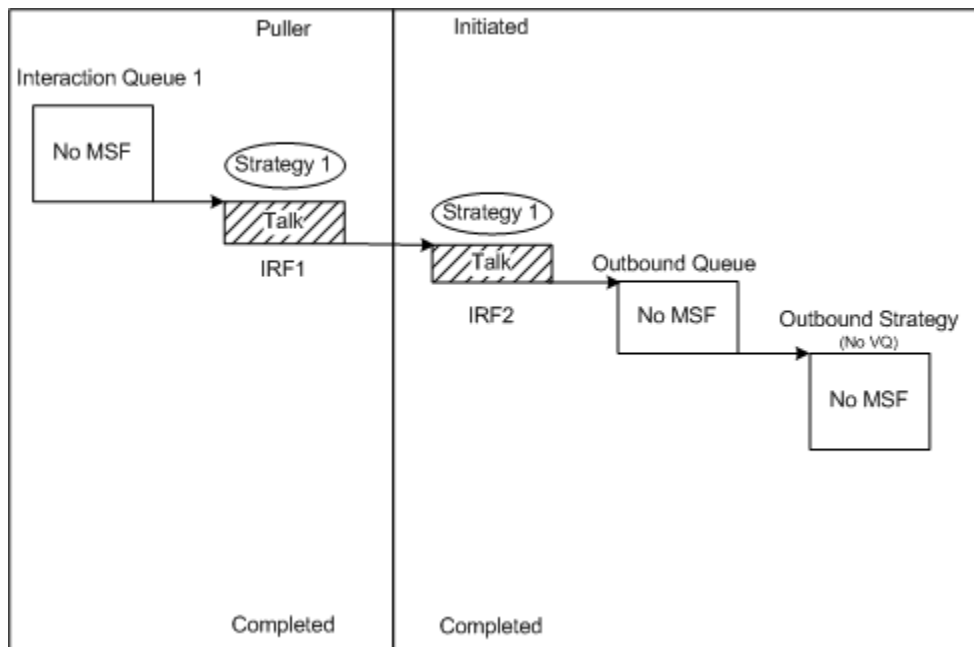 Puller
Initiated
Interaction Queue 1
No MSF
Strategy 1
Talk
IRF1
Strategy 1
Talk
IRF2
Outbound Queue
No MSF
Outbound Strategy
(No VQ)
No MSF
Completed
Completed